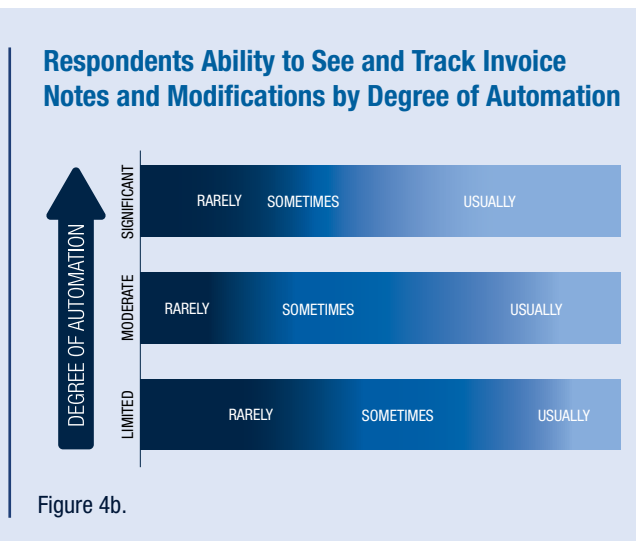 Respondents Ability to See and Track Invoice
Notes and Modifications by Degree of Automation
DEGREE OF AUTOMATION
SIGNIFICANT
RARELY SOMETIMES USUALLY
MODERATE
RARELY SOMETIMES USUALLY
LIMITED
RARELY SOMETIMES USUALLY
Figure 4b.